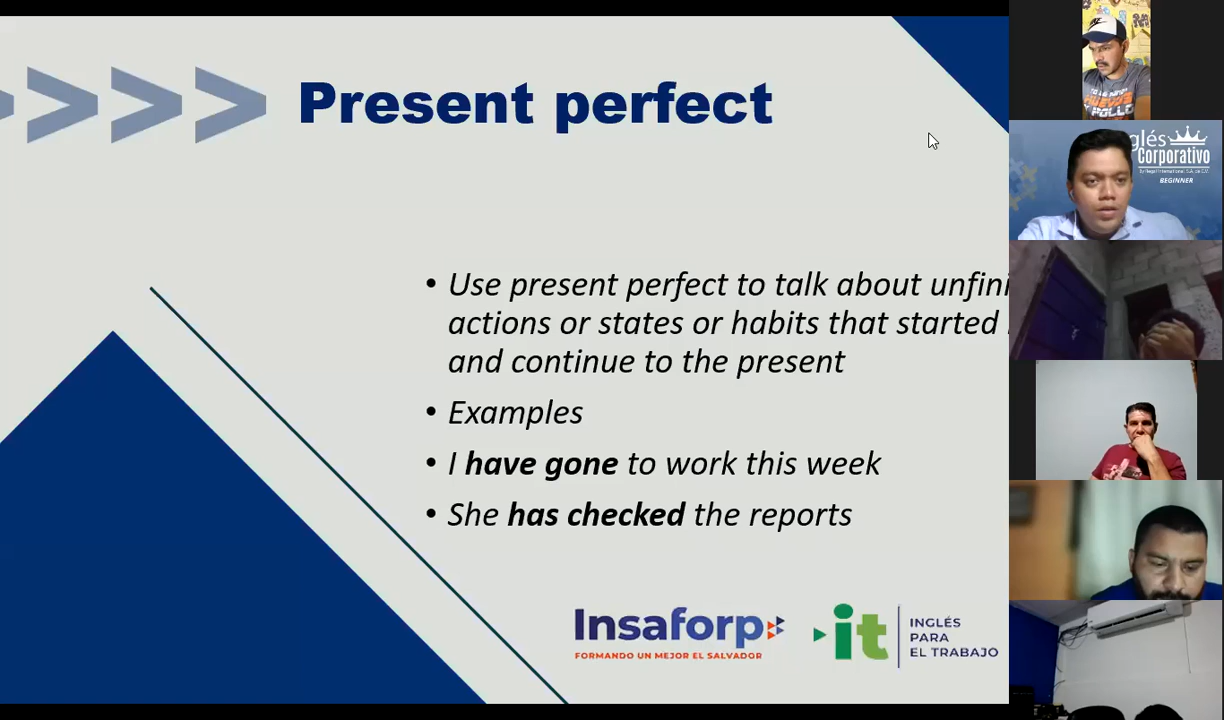 Present perfect
• Use present perfect to talk about
actions or states or habits that started
and continue to the present
• Examples
• I have gone to work this week
• She has checked the reports
Insaforp
FORMANDO UN MEJOR EL SALVADOR
it
INGLÉS
PARA
EL TRABAJO
HUEVOS
POLLO
glés
Corporativo
BEGINNER